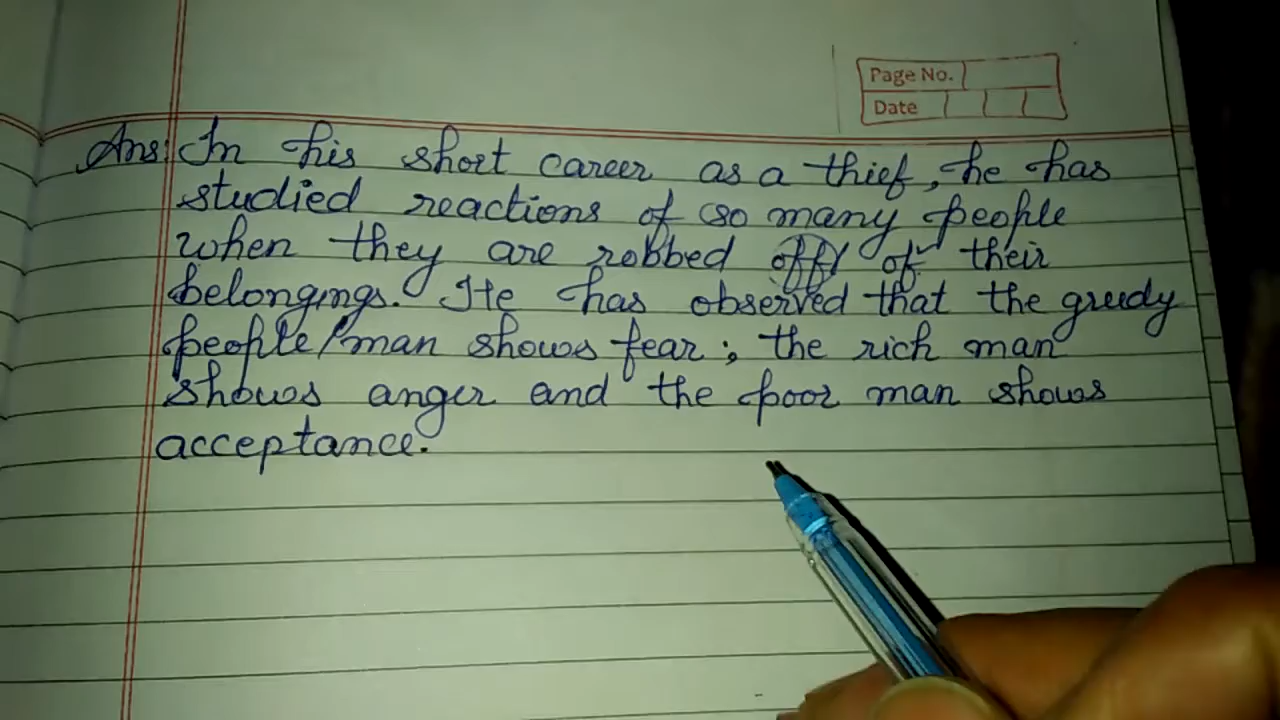 Page No.
Date
Ans: In his short career as a thief, he has
studied reactions of so many people
when they are robbed off of their
belongings. He has observed that the greedy
people/man shows fear; the rich man
shows anger and the poor man shows
acceptance.